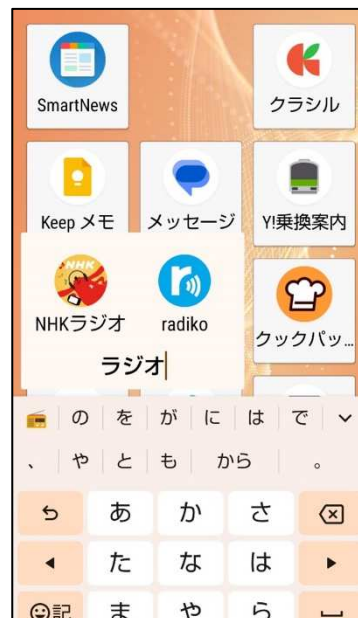 SmartNews
クラシル
Keep メモ
メッセージ
Y!乗換案内
NHK
NHKラジオ
radiko
クックパッ...
ラジオ
の を が に は で
、 や と も から 。
あ か さ
た な は
記 ま や ら